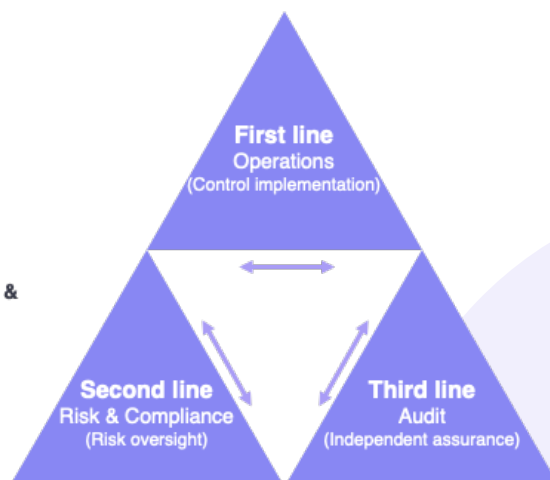 First line
Operations
(Control implementation)
&
Second line
Risk & Compliance
(Risk oversight)
Third line
Audit
(Independent assurance)